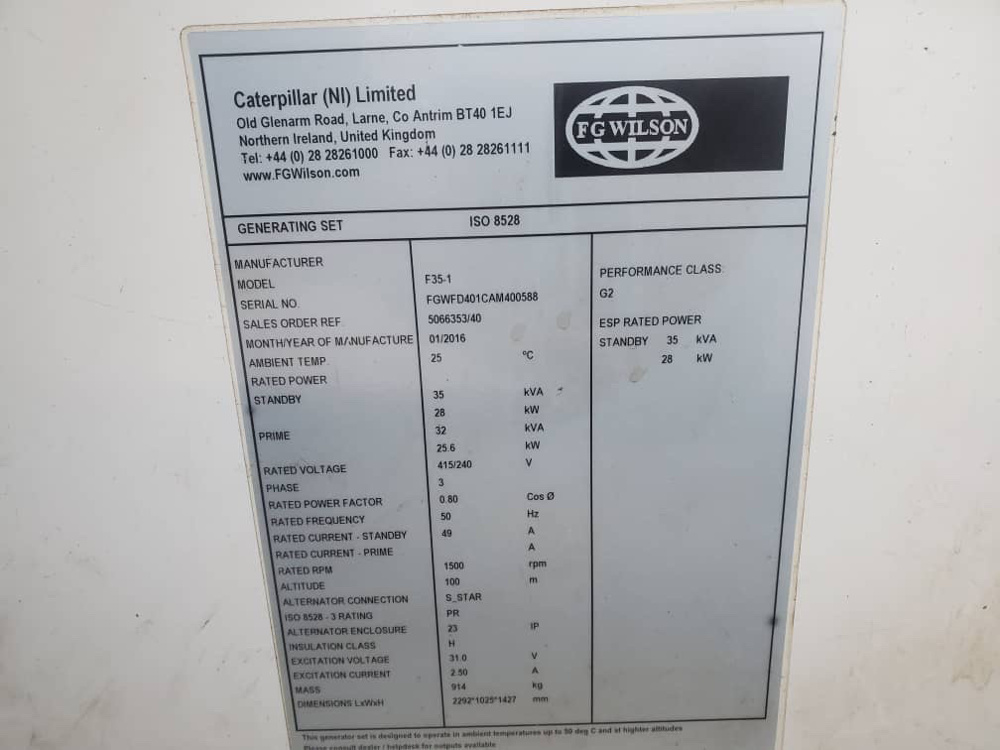 Caterpillar (NI) Limited
Old Glenarm Road, Larne, Co Antrim BT40 1EJ
Northern Ireland, United Kingdom
Tel: +44 (0) 28 28261000 Fax: +44 (0) 28 28261111
www.FGWilson.com
FG WILSON
GENERATING SET ISO 8528
MANUFACTURER
MODEL F35-1
SERIAL NO. FGWFD401CAM400588
SALES ORDER REF. 5066353/40
MONTH/YEAR OF MANUFACTURE 01/2016
AMBIENT TEMP. 25 °C
RATED POWER
STANDBY 35 kVA
28 kW
PRIME 32 kVA
25.6 kW
RATED VOLTAGE 415/240 V
PHASE 3
RATED POWER FACTOR 0.80 Cos Ø
RATED FREQUENCY 50 Hz
RATED CURRENT - STANDBY 49 A
RATED CURRENT - PRIME A
RATED RPM 1500 rpm
ALTITUDE 100 m
ALTERNATOR CONNECTION S_STAR
ISO 8528 - 3 RATING PR
ALTERNATOR ENCLOSURE 23 IP
INSULATION CLASS H
EXCITATION VOLTAGE 31.0 V
EXCITATION CURRENT 2.50 A
MASS 914 kg
DIMENSIONS LxWxH 2292*1025*1427 mm
PERFORMANCE CLASS
G2
ESP RATED POWER
STANDBY 35 kVA
28 kW
This generator set is designed to operate in ambient temperatures up to 50 deg C and at highter altitudes
Please consult dealer / helpdesk for outputs available